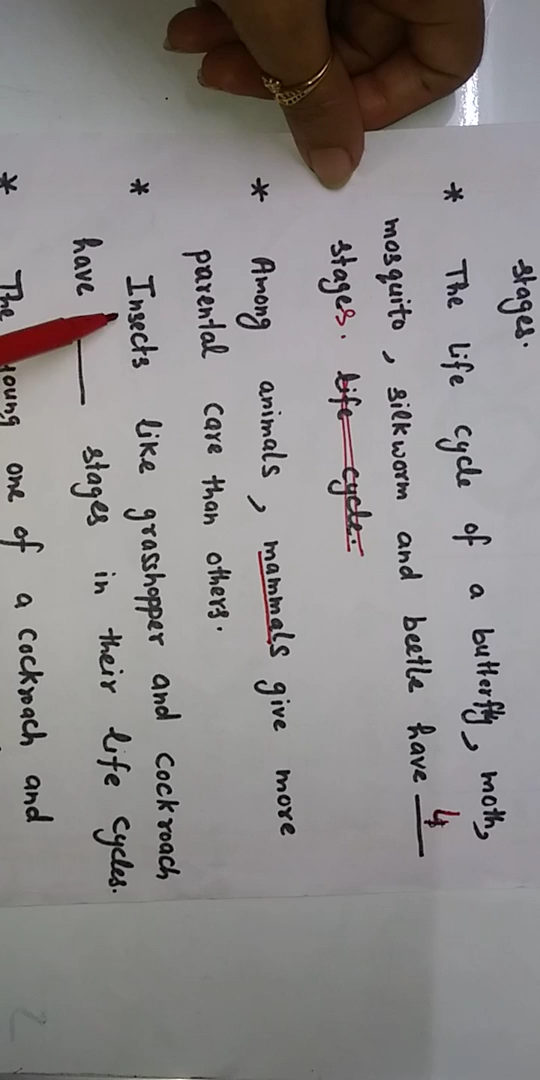 stages.
* The life cycle of a butterfly, moth,
mosquito, silkworm and beetle have 4
stages. life cycle.
* Among animals, mammals give more
parental care than others.
* Insects like grasshopper and cockroach
have ___ stages in their life cycles.
* The young one of a cockroach and